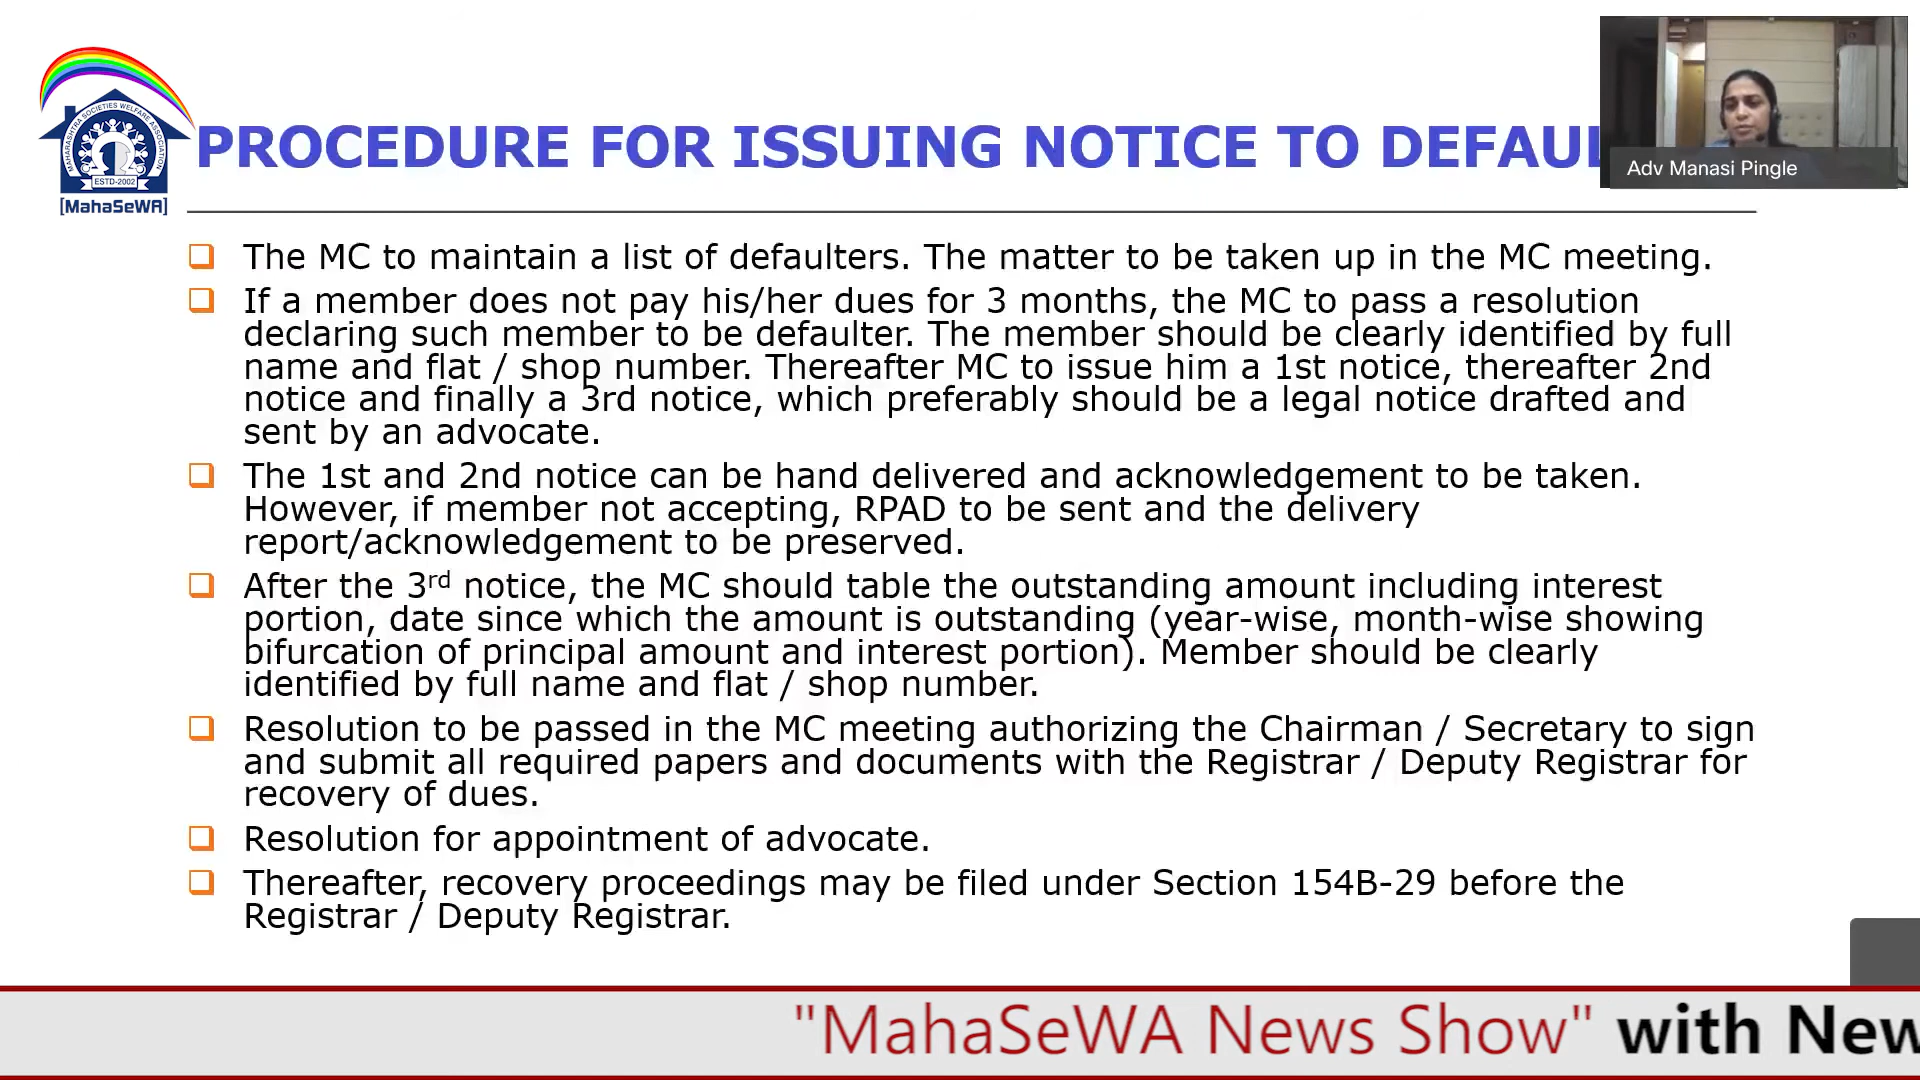 MAHARASHTRA SOCIETIES WELFARE ASSOCIATION
ESTD-2002
[MahaSeWA]
PROCEDURE FOR ISSUING NOTICE TO DEFAUL
Adv Manasi Pingle
The MC to maintain a list of defaulters. The matter to be taken up in the MC meeting.
If a member does not pay his/her dues for 3 months, the MC to pass a resolution
declaring such member to be defaulter. The member should be clearly identified by full
name and flat / shop number. Thereafter MC to issue him a 1st notice, thereafter 2nd
notice and finally a 3rd notice, which preferably should be a legal notice drafted and
sent by an advocate.
The 1st and 2nd notice can be hand delivered and acknowledgement to be taken.
However, if member not accepting, RPAD to be sent and the delivery
report/acknowledgement to be preserved.
After the 3rd notice, the MC should table the outstanding amount including interest
portion, date since which the amount is outstanding (year-wise, month-wise showing
bifurcation of principal amount and interest portion). Member should be clearly
identified by full name and flat / shop number.
Resolution to be passed in the MC meeting authorizing the Chairman / Secretary to sign
and submit all required papers and documents with the Registrar / Deputy Registrar for
recovery of dues.
Resolution for appointment of advocate.
Thereafter, recovery proceedings may be filed under Section 154B-29 before the
Registrar / Deputy Registrar.
"MahaSeWA News Show" with New